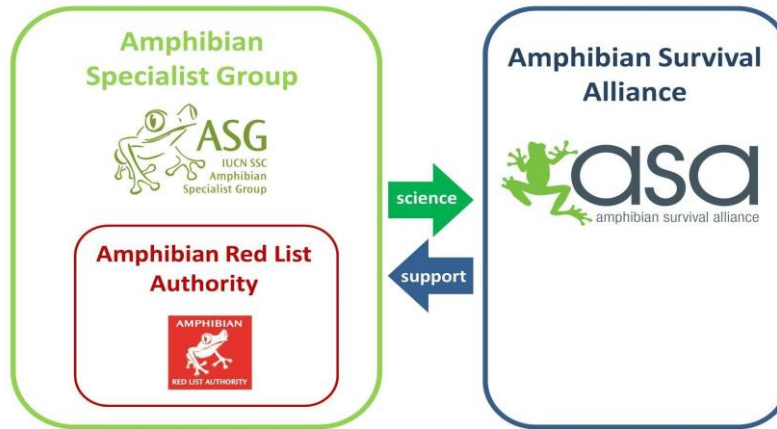 Amphibian
Specialist Group
ASG
IUCN SSC
Amphibian
Specialist Group
Amphibian Red List
Authority
AMPHIBIAN
RED LIST AUTHORITY
science
support
Amphibian Survival
Alliance
asa
amphibian survival alliance